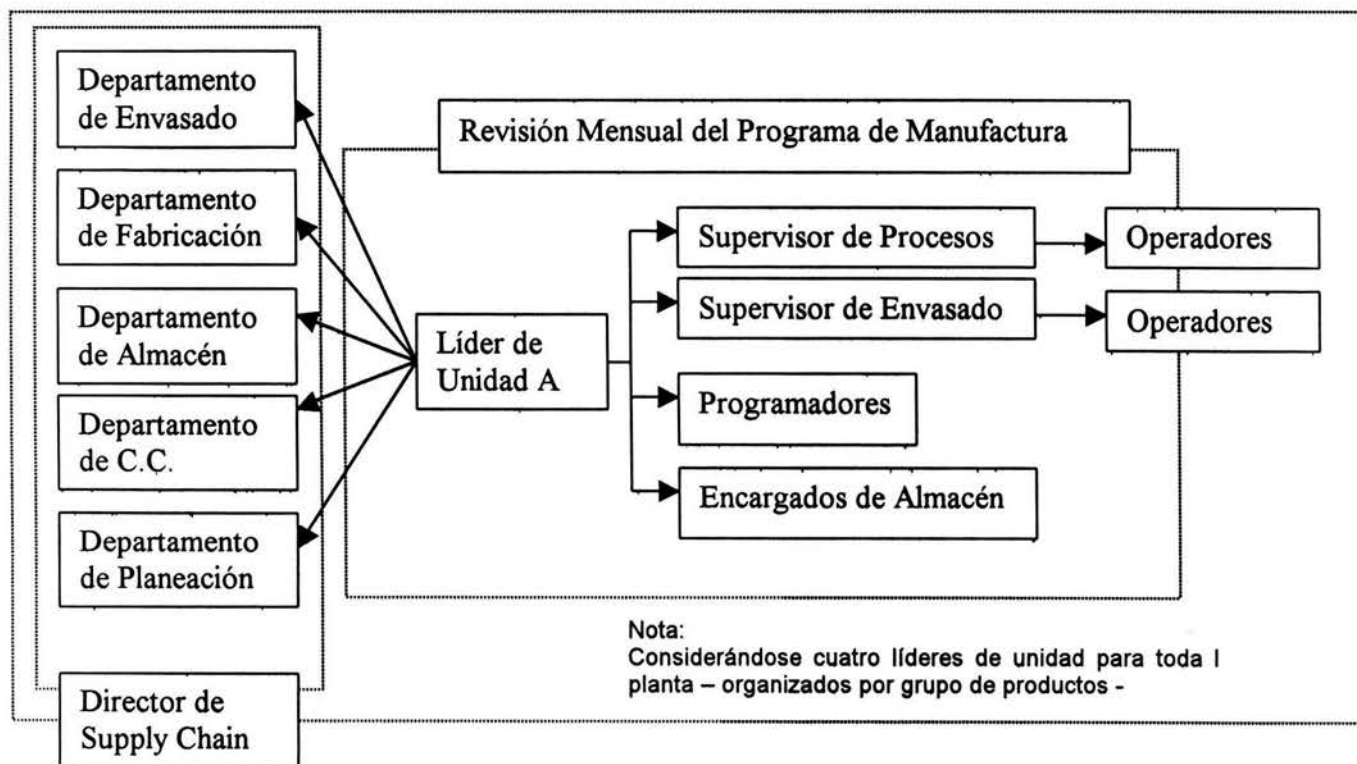 Departamento
de Envasado
Departamento
de Fabricación
Departamento
de Almacén
Departamento
de C.C.
Departamento
de Planeación
Director de
Supply Chain
Líder de
Unidad A
Revisión Mensual del Programa de Manufactura
Supervisor de Procesos
Operadores
Supervisor de Envasado
Operadores
Programadores
Encargados de Almacén
Nota:
Considerándose cuatro líderes de unidad para toda l
planta – organizados por grupo de productos -